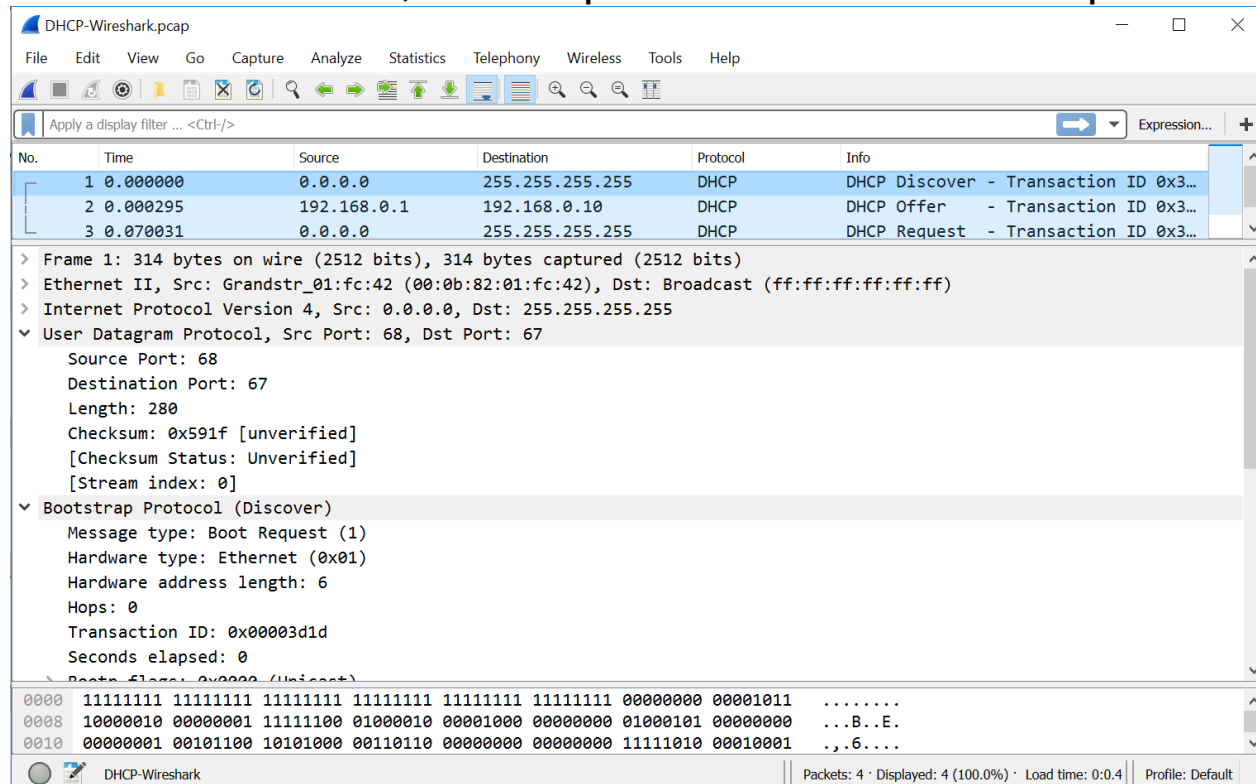 DHCP-Wireshark.pcap
File Edit View Go Capture Analyze Statistics Telephony Wireless Tools Help
Apply a display filter ... <Ctrl-/> Expression... +
No. Time Source Destination Protocol Info
1 0.000000 0.0.0.0 255.255.255.255 DHCP DHCP Discover - Transaction ID 0x3…
2 0.000295 192.168.0.1 192.168.0.10 DHCP DHCP Offer - Transaction ID 0x3…
3 0.070031 0.0.0.0 255.255.255.255 DHCP DHCP Request - Transaction ID 0x3…
> Frame 1: 314 bytes on wire (2512 bits), 314 bytes captured (2512 bits)
> Ethernet II, Src: Grandstr_01:fc:42 (00:0b:82:01:fc:42), Dst: Broadcast (ff:ff:ff:ff:ff:ff)
> Internet Protocol Version 4, Src: 0.0.0.0, Dst: 255.255.255.255
User Datagram Protocol, Src Port: 68, Dst Port: 67
Source Port: 68
Destination Port: 67
Length: 280
Checksum: 0x591f [unverified]
[Checksum Status: Unverified]
[Stream index: 0]
Bootstrap Protocol (Discover)
Message type: Boot Request (1)
Hardware type: Ethernet (0x01)
Hardware address length: 6
Hops: 0
Transaction ID: 0x00003d1d
Seconds elapsed: 0
> Bootp flags: 0x0000 (Unicast)
0000 11111111 11111111 11111111 11111111 11111111 11111111 00000000 00001011 ........
0008 10000010 00000001 11111100 01000010 00001000 00000000 01000101 00000000 ...B..E.
0010 00000001 00101100 10101000 00110110 00000000 00000000 11111010 00010001 .,.6....
DHCP-Wireshark Packets: 4 · Displayed: 4 (100.0%) · Load time: 0:0.4 Profile: Default